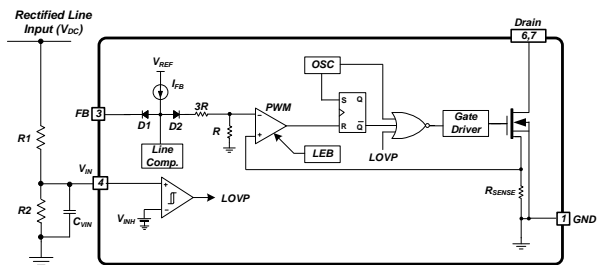 Rectified Line
Input (VDC)
Drain
6,7
VREF
IFB
OSC
FB 3
D1 D2
3R
PWM
S Q
R Q̅
R
Gate
Driver
Line
Comp.
LEB
LOVP
R1
VIN
4
R2
CVIN
VINH
LOVP
RSENSE
1 GND